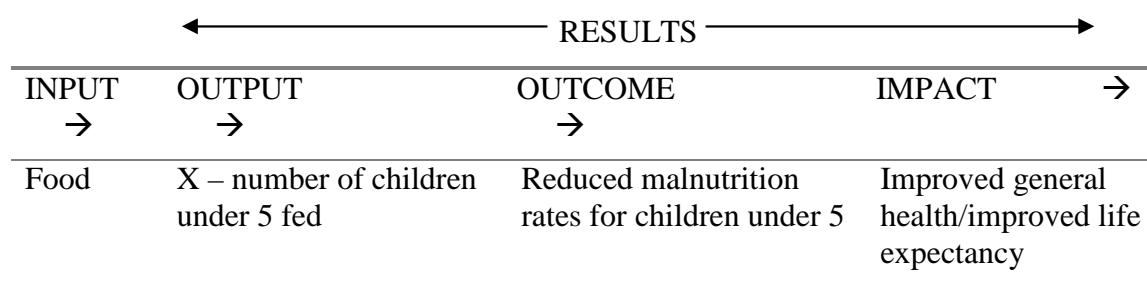 RESULTS
INPUT OUTPUT OUTCOME IMPACT →
→ → →
Food X – number of children Reduced malnutrition Improved general
under 5 fed rates for children under 5 health/improved life
expectancy